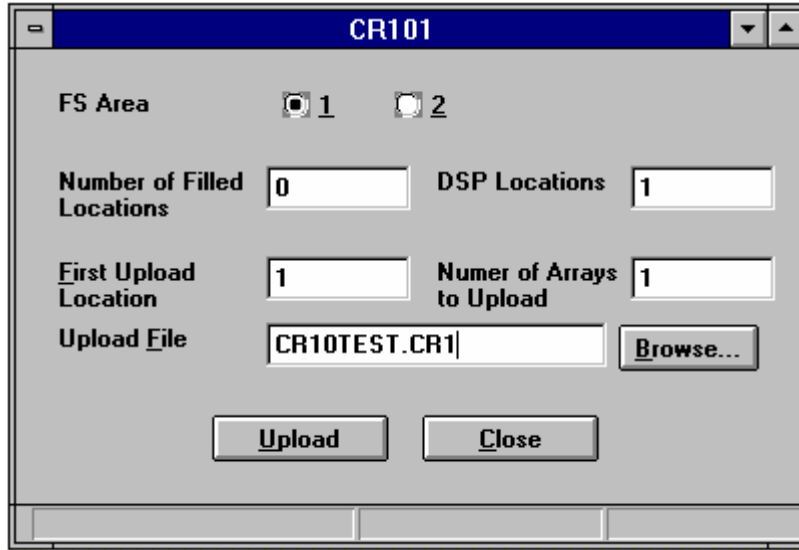 CR101
FS Area 1 2
Number of Filled Locations 0 DSP Locations 1
First Upload Location 1 Numer of Arrays to Upload 1
Upload File CR10TEST.CR1 Browse...
Upload Close